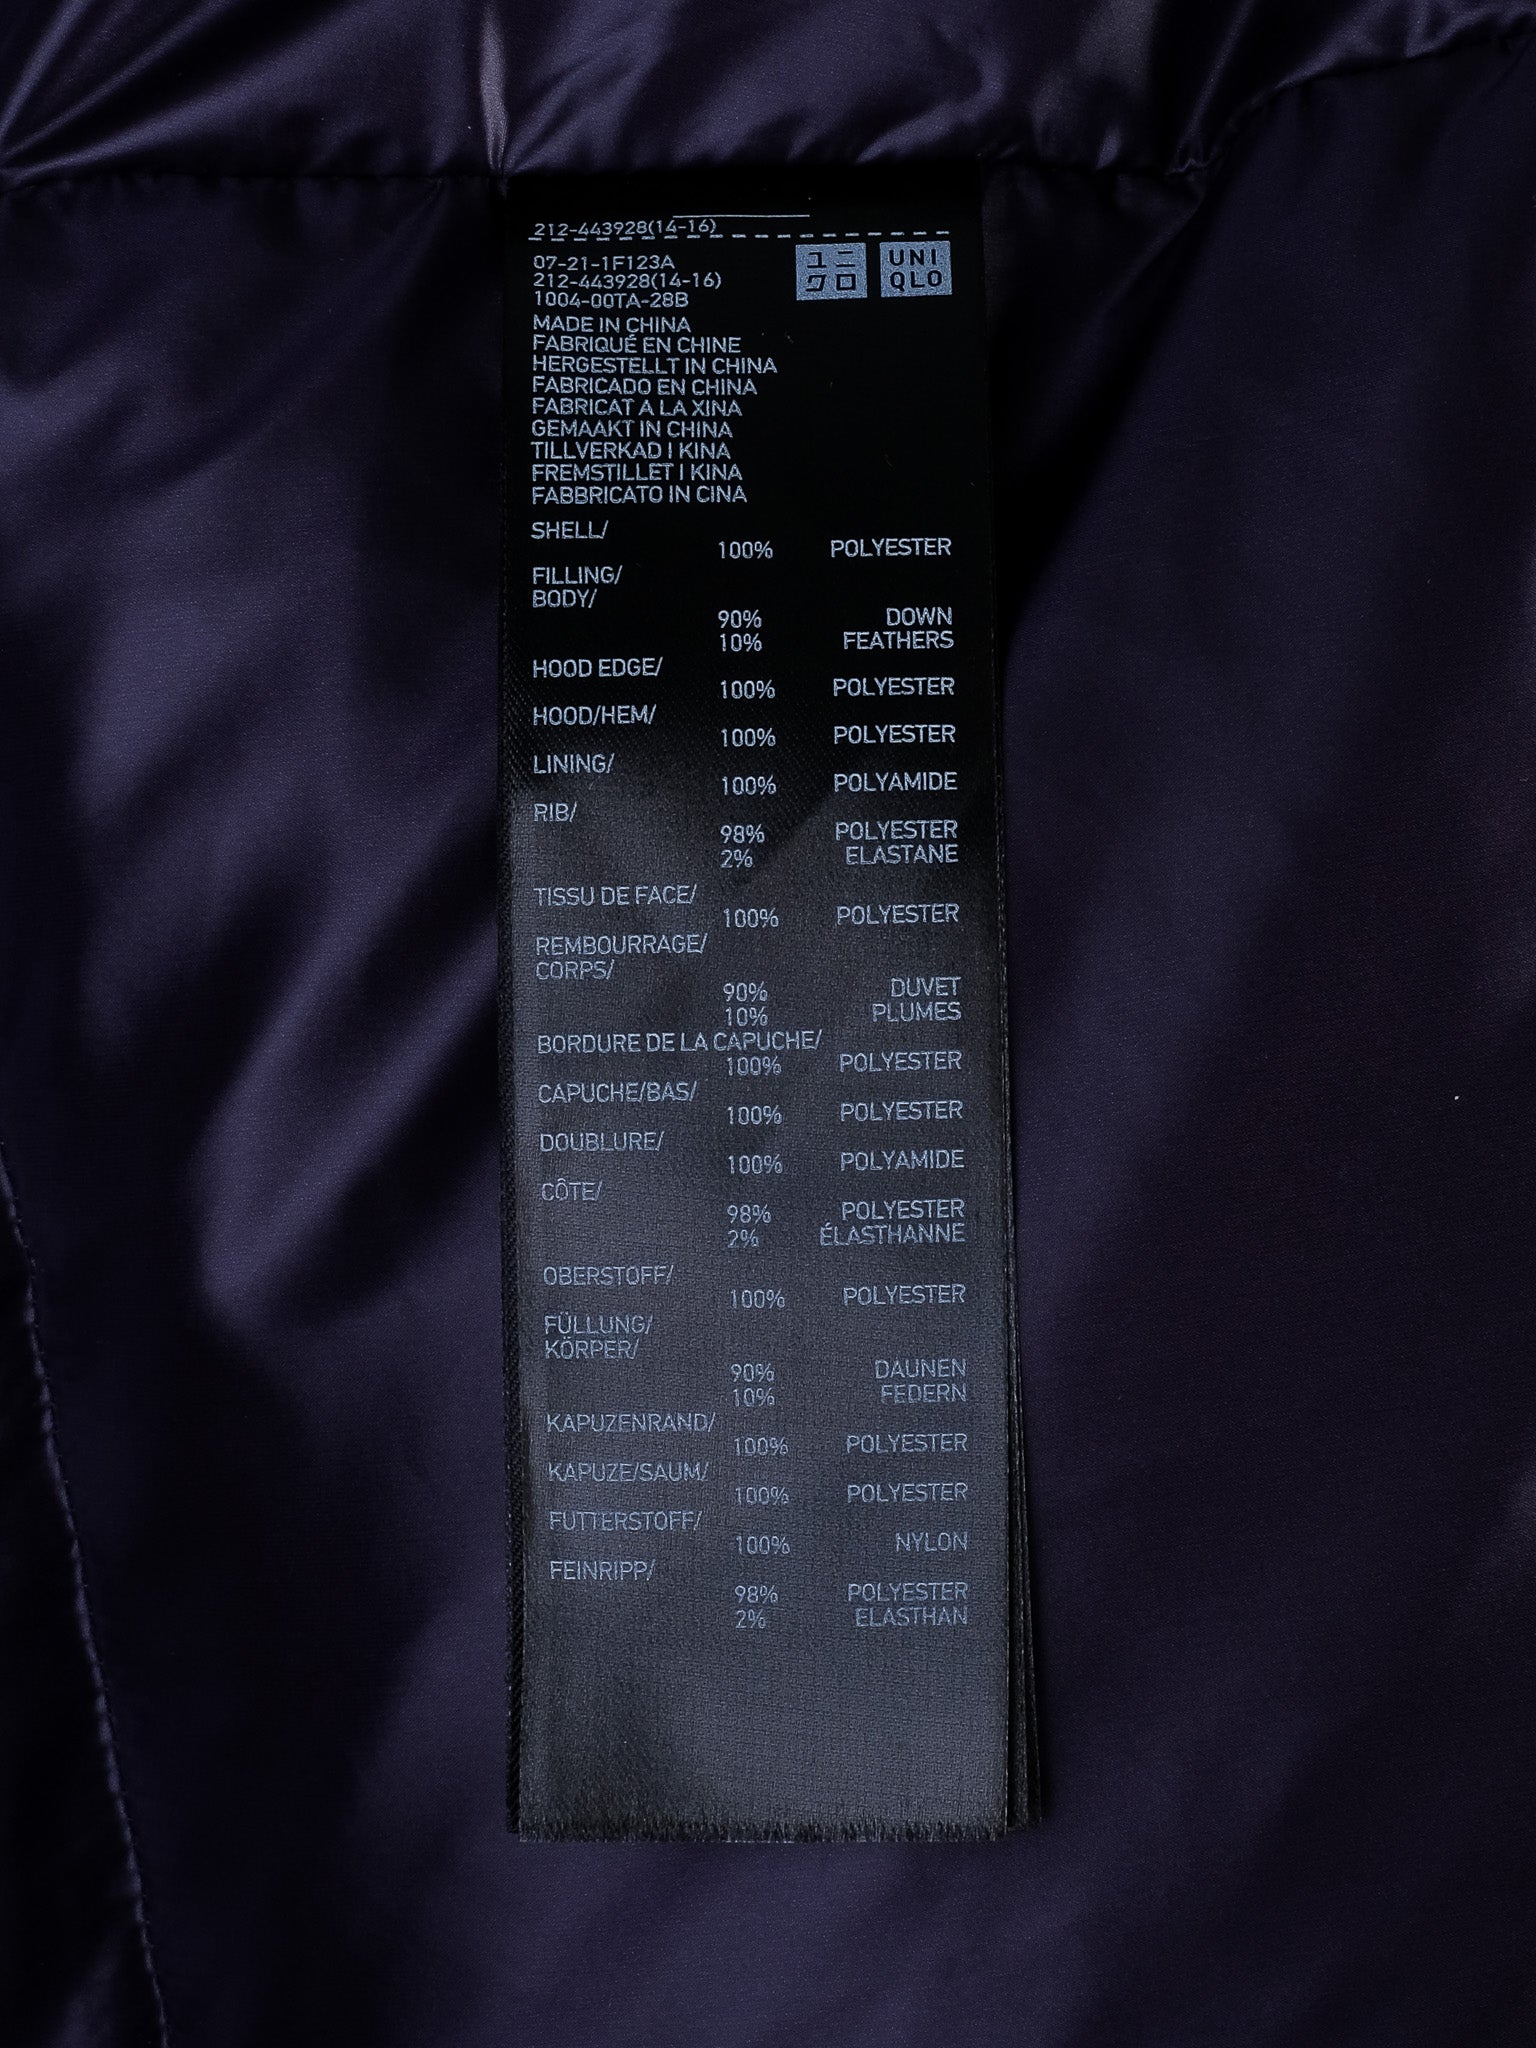 212-443928(14-16)
07-21-1F123A
212-443928(14-16)
1004-00TA-28B
ユニ
クロ
UNI
QLO
MADE IN CHINA
FABRIQUÉ EN CHINE
HERGESTELLT IN CHINA
FABRICADO EN CHINA
FABRICAT A LA XINA
GEMAAKT IN CHINA
TILLVERKAD I KINA
FREMSTILLET I KINA
FABBRICATO IN CINA
SHELL/
100% POLYESTER
FILLING/
BODY/
90% DOWN
10% FEATHERS
HOOD EDGE/
100% POLYESTER
HOOD/HEM/
100% POLYESTER
LINING/
100% POLYAMIDE
RIB/
98% POLYESTER
2% ELASTANE
TISSU DE FACE/
100% POLYESTER
REMBOURRAGE/
CORPS/
90% DUVET
10% PLUMES
BORDURE DE LA CAPUCHE/
100% POLYESTER
CAPUCHE/BAS/
100% POLYESTER
DOUBLURE/
100% POLYAMIDE
CÔTE/
98% POLYESTER
2% ÉLASTHANNE
OBERSTOFF/
100% POLYESTER
FÜLLUNG/
KÖRPER/
90% DAUNEN
10% FEDERN
KAPUZENRAND/
100% POLYESTER
KAPUZE/SAUM/
100% POLYESTER
FUTTERSTOFF/
100% NYLON
FEINRIPP/
98% POLYESTER
2% ELASTHAN